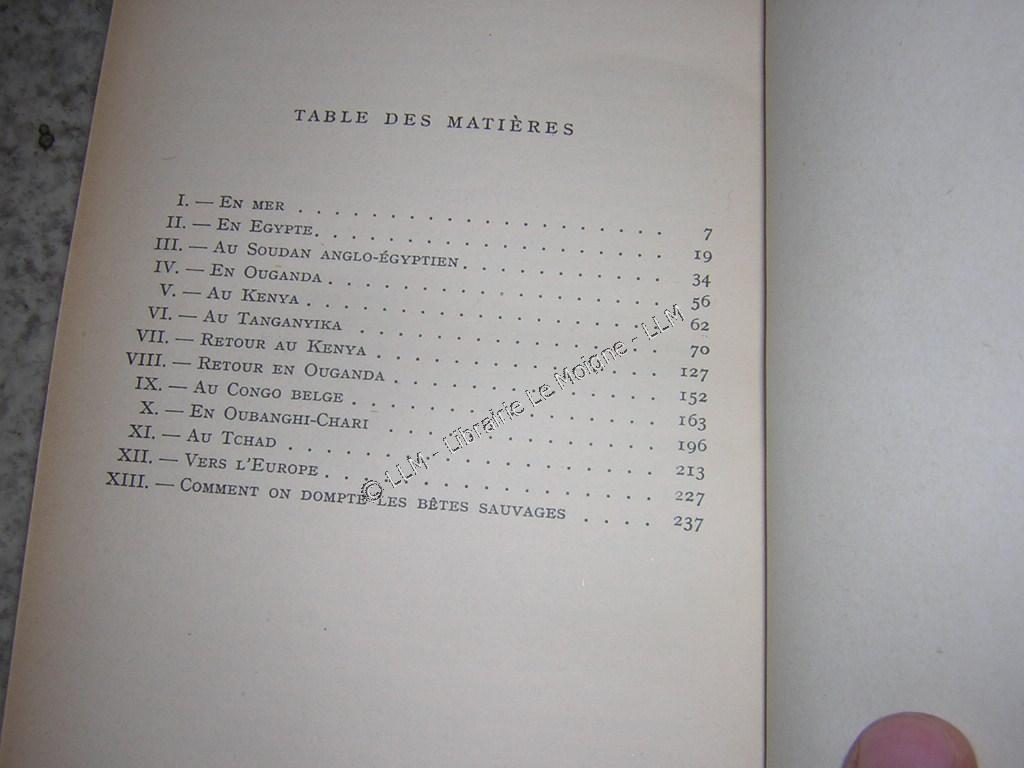 TABLE DES MATIÈRES
I. — EN MER . . . . . . . . . . . . . . . . . . 7
II. — EN EGYPTE. . . . . . . . . . . . . . . . . 19
III. — AU SOUDAN ANGLO-ÉGYPTIEN. . . . . . . . . . 34
IV. — EN OUGANDA . . . . . . . . . . . . . . . . . 56
V. — AU KENYA . . . . . . . . . . . . . . . . . . 62
VI. — AU TANGANYIKA . . . . . . . . . . . . . . . 70
VII. — RETOUR AU KENYA . . . . . . . . . . . . . . 127
VIII. — RETOUR EN OUGANDA . . . . . . . . . . . . . 152
IX. — AU CONGO BELGE . . . . . . . . . . . . . . . 163
X. — EN OUBANGHI-CHARI . . . . . . . . . . . . . . 196
XI. — AU TCHAD . . . . . . . . . . . . . . . . . . 213
XII. — VERS L'EUROPE . . . . . . . . . . . . . . . . 227
XIII. — COMMENT ON DOMPTE LES BÊTES SAUVAGES . . . . 237
© LLM - Librairie Le Moigne - LLM